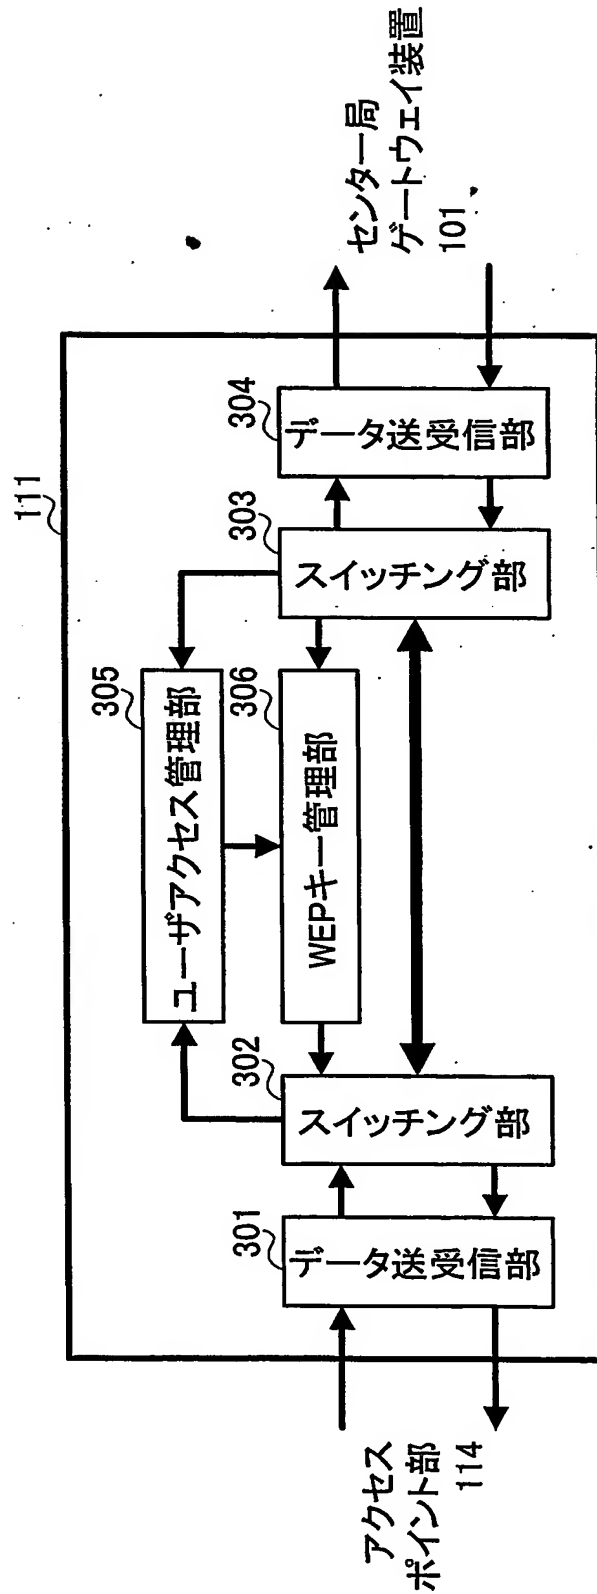 111
アクセス
ポイント部
114
301
データ送受信部
302
スイッチング部
305
ユーザアクセス管理部
306
WEPキー管理部
303
スイッチング部
304
データ送受信部
センター局
ゲートウェイ装置
101